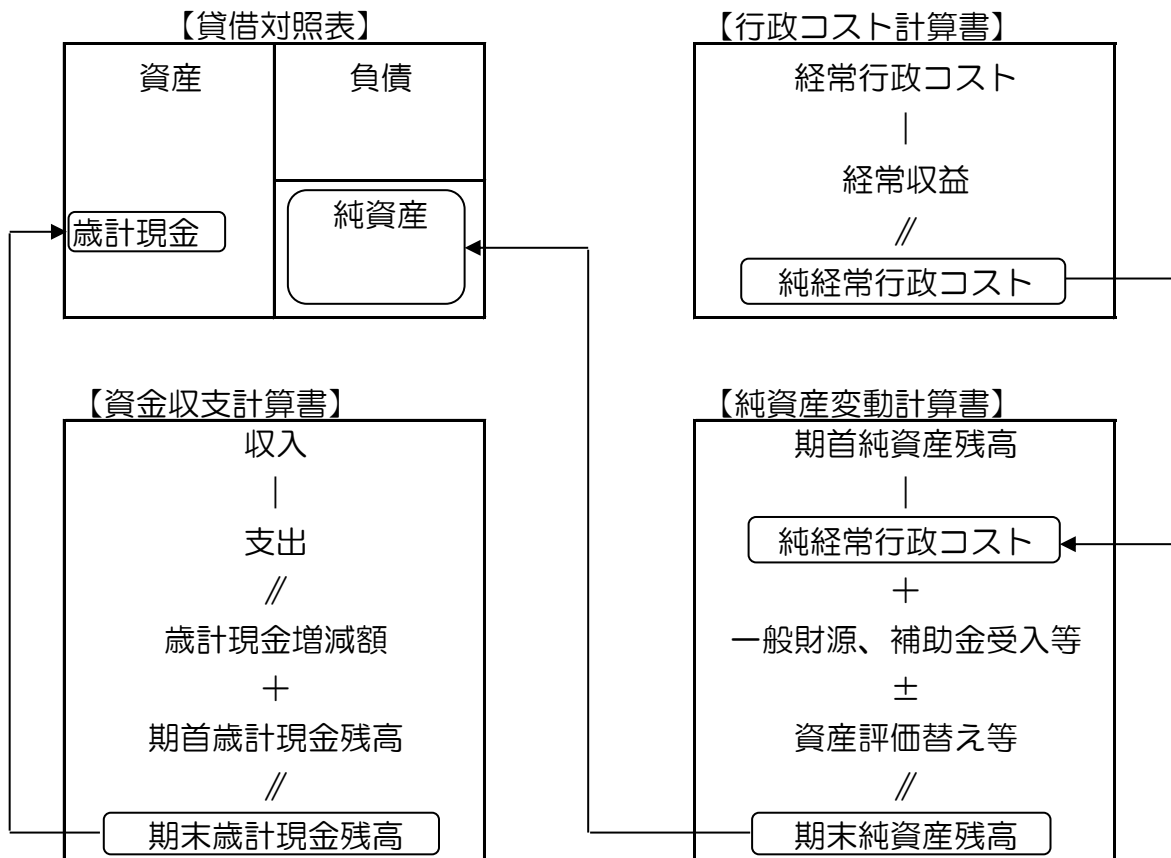 【貸借対照表】
資産
負債
歳計現金
純資産
【行政コスト計算書】
経常行政コスト
|
経常収益
//
純経常行政コスト
【資金収支計算書】
収入
|
支出
//
歳計現金増減額
＋
期首歳計現金残高
//
期末歳計現金残高
【純資産変動計算書】
期首純資産残高
|
純経常行政コスト
＋
一般財源、補助金受入等
±
資産評価替え等
//
期末純資産残高